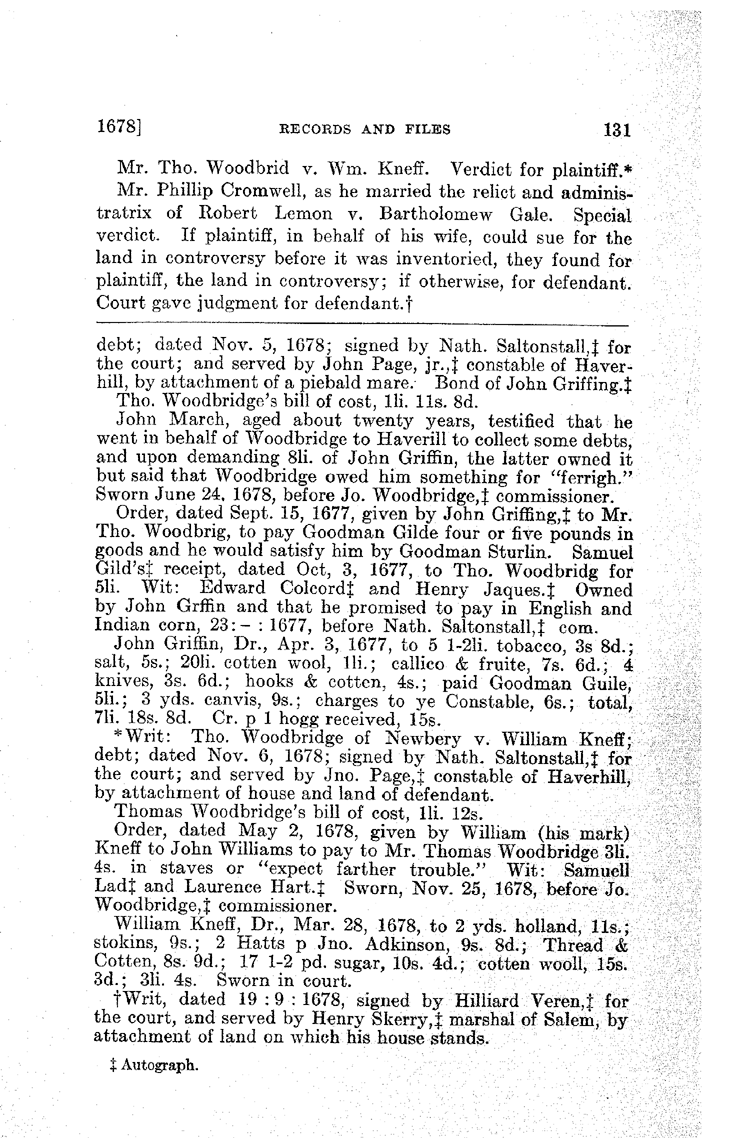 1678] RECORDS AND FILES 131
Mr. Tho. Woodbrid v. Wm. Kneff. Verdict for plaintiff.*
Mr. Phillip Cromwell, as he married the relict and adminis-
tratrix of Robert Lemon v. Bartholomew Gale. Special
verdict. If plaintiff, in behalf of his wife, could sue for the
land in controversy before it was inventoried, they found for
plaintiff, the land in controversy; if otherwise, for defendant.
Court gave judgment for defendant.†
debt; dated Nov. 5, 1678; signed by Nath. Saltonstall,‡ for
the court; and served by John Page, jr.,‡ constable of Haver-
hill, by attachment of a piebald mare. Bond of John Griffing.‡
Tho. Woodbridge's bill of cost, 1li. 11s. 8d.
John March, aged about twenty years, testified that he
went in behalf of Woodbridge to Haverill to collect some debts,
and upon demanding 8li. of John Griffin, the latter owned it
but said that Woodbridge owed him something for "ferrigh."
Sworn June 24, 1678, before Jo. Woodbridge,‡ commissioner.
Order, dated Sept. 15, 1677, given by John Griffing,‡ to Mr.
Tho. Woodbrig, to pay Goodman Gilde four or five pounds in
goods and he would satisfy him by Goodman Sturlin. Samuel
Gild's‡ receipt, dated Oct, 3, 1677, to Tho. Woodbridg for
5li. Wit: Edward Colcord‡ and Henry Jaques.‡ Owned
by John Grffin and that he promised to pay in English and
Indian corn, 23: – : 1677, before Nath. Saltonstall,‡ com.
John Griffin, Dr., Apr. 3, 1677, to 5 1-2li. tobacco, 3s 8d.;
salt, 5s.; 20li. cotten wool, 1li.; callico & fruite, 7s. 6d.; 4
knives, 3s. 6d.; hooks & cotten, 4s.; paid Goodman Guile,
5li.; 3 yds. canvis, 9s.; charges to ye Constable, 6s.; total,
7li. 18s. 8d. Cr. p 1 hogg received, 15s.
*Writ: Tho. Woodbridge of Newbery v. William Kneff;
debt; dated Nov. 6, 1678; signed by Nath. Saltonstall,‡ for
the court; and served by Jno. Page,‡ constable of Haverhill,
by attachment of house and land of defendant.
Thomas Woodbridge's bill of cost, 1li. 12s.
Order, dated May 2, 1678, given by William (his mark)
Kneff to John Williams to pay to Mr. Thomas Woodbridge 3li.
4s. in staves or "expect farther trouble." Wit: Samuell
Lad‡ and Laurence Hart.‡ Sworn, Nov. 25, 1678, before Jo.
Woodbridge,‡ commissioner.
William Kneff, Dr., Mar. 28, 1678, to 2 yds. holland, 11s.;
stokins, 9s.; 2 Hatts p Jno. Adkinson, 9s. 8d.; Thread &
Cotten, 8s. 9d.; 17 1-2 pd. sugar, 10s. 4d.; cotten wooll, 15s.
3d.; 3li. 4s. Sworn in court.
†Writ, dated 19 : 9 : 1678, signed by Hilliard Veren,‡ for
the court, and served by Henry Skerry,‡ marshal of Salem, by
attachment of land on which his house stands.
‡ Autograph.